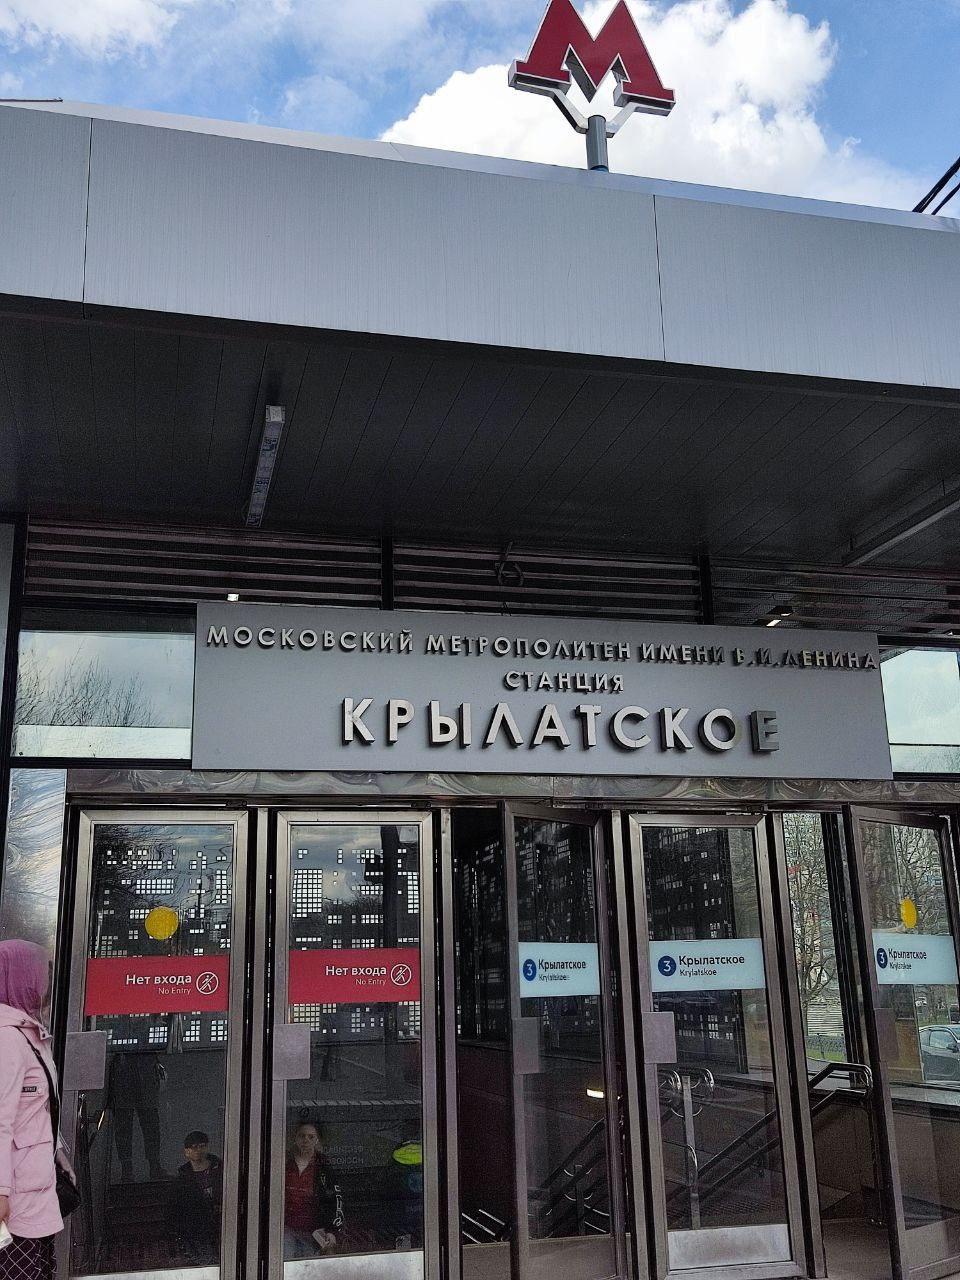 М
МОСКОВСКИЙ МЕТРОПОЛИТЕН ИМЕНИ В.И.ЛЕНИНА
СТАНЦИЯ
КРЫЛАТСКОЕ
Нет входа
No Entry
Нет входа
No Entry
3 Крылатское
Krylatskoe
3 Крылатское
Krylatskoe
3 Крылатское
Krylatskoe